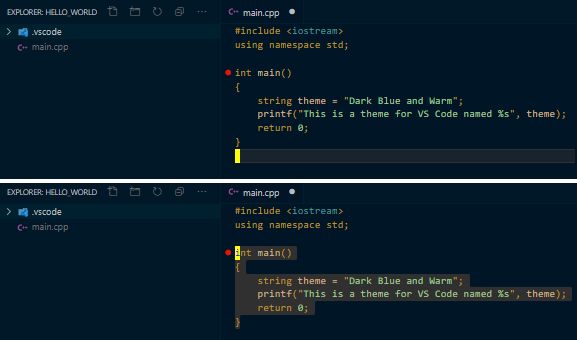 EXPLORER: HELLO_WORLD
.vscode
main.cpp
main.cpp
#include <iostream>
using namespace std;
int main()
{
string theme = "Dark Blue and Warm";
printf("This is a theme for VS Code named %s", theme);
return 0;
}
EXPLORER: HELLO_WORLD
.vscode
main.cpp
main.cpp
#include <iostream>
using namespace std;
int main()
{
string theme = "Dark Blue and Warm";
printf("This is a theme for VS Code named %s", theme);
return 0;
}